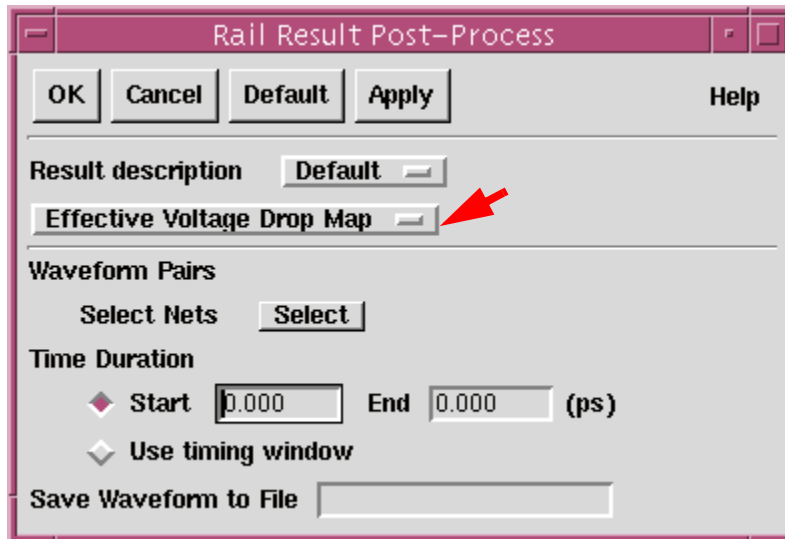 Rail Result Post-Process
OK Cancel Default Apply Help
Result description Default
Effective Voltage Drop Map
Waveform Pairs
Select Nets Select
Time Duration
Start 0.000 End 0.000 (ps)
Use timing window
Save Waveform to File